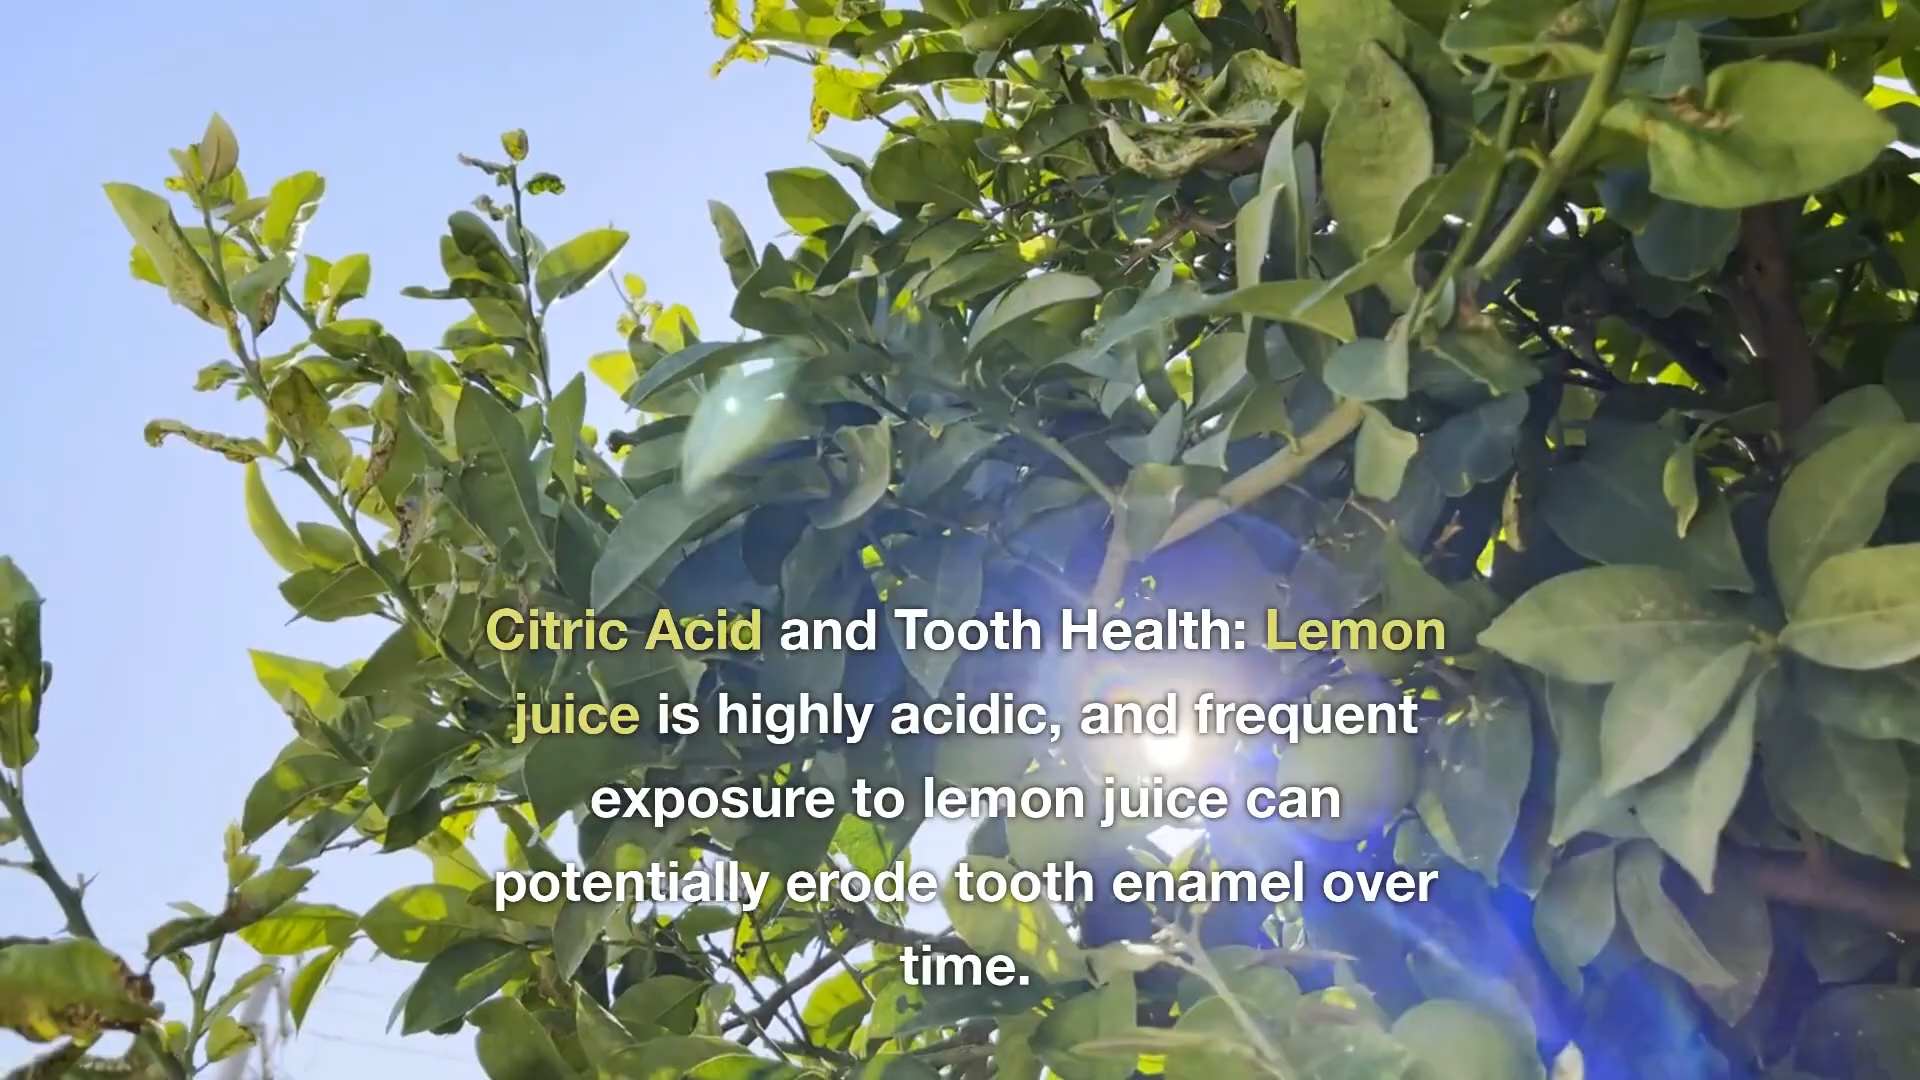 Citric Acid and Tooth Health: Lemon
juice is highly acidic, and frequent
exposure to lemon juice can
potentially erode tooth enamel over
time.